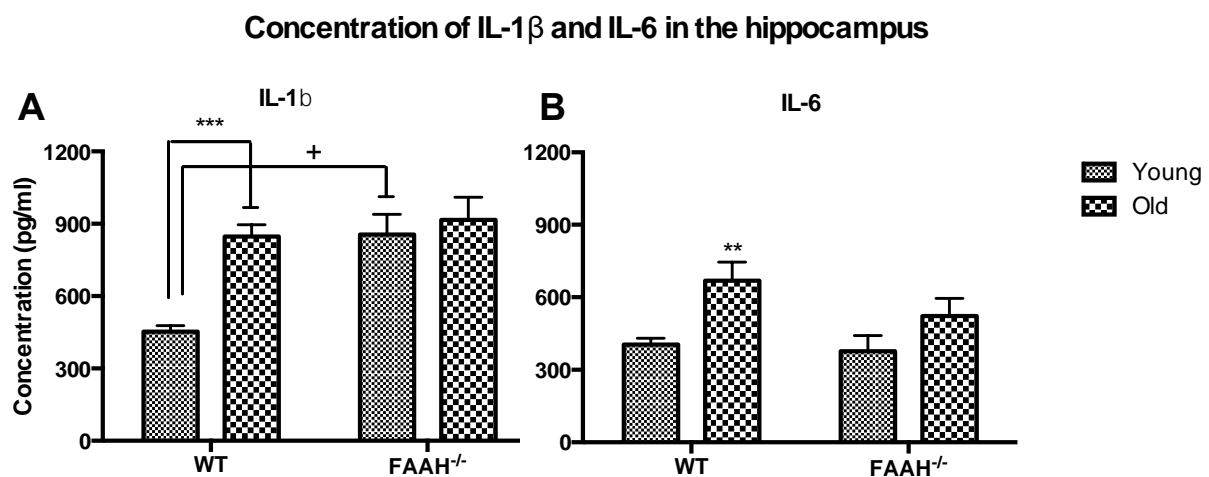 Concentration of IL-1β and IL-6 in the hippocampus
A
IL-1b
***
+
Concentration (pg/ml)
1200
900
600
300
0
WT
FAAH-/-
B
IL-6
**
1200
900
600
300
0
WT
FAAH-/-
Young
Old